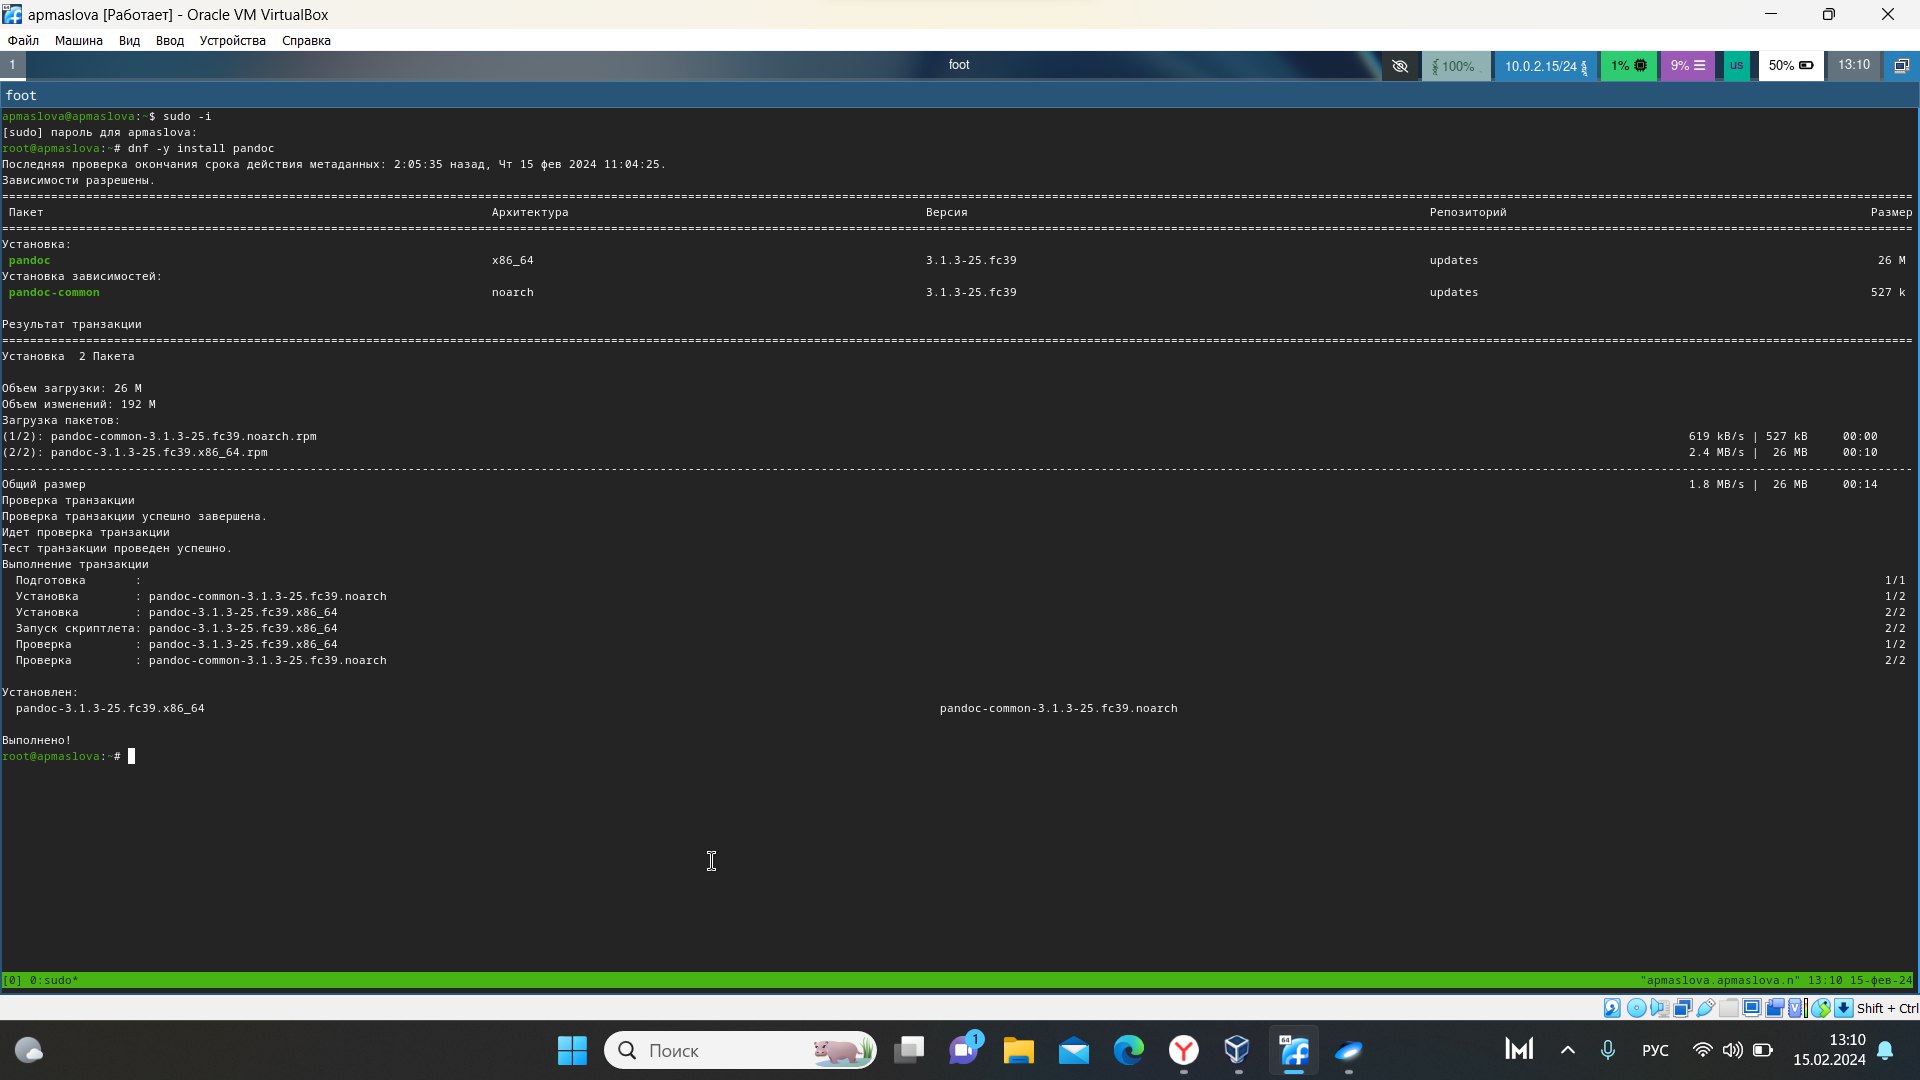 apmaslova [Работает] - Oracle VM VirtualBox
Файл Машина Вид Ввод Устройства Справка
1 foot 100% 10.0.2.15/24 1% 9% us 50% 13:10
foot
apmaslova@apmaslova:~$ sudo -i
[sudo] пароль для apmaslova:
root@apmaslova:~# dnf -y install pandoc
Последняя проверка окончания срока действия метаданных: 2:05:35 назад, Чт 15 фев 2024 11:04:25.
Зависимости разрешены.
Пакет Архитектура Версия Репозиторий Размер
Установка:
pandoc x86_64 3.1.3-25.fc39 updates 26 M
Установка зависимостей:
pandoc-common noarch 3.1.3-25.fc39 updates 527 k
Результат транзакции
Установка 2 Пакета
Объем загрузки: 26 M
Объем изменений: 192 M
Загрузка пакетов:
(1/2): pandoc-common-3.1.3-25.fc39.noarch.rpm 619 kB/s | 527 kB 00:00
(2/2): pandoc-3.1.3-25.fc39.x86_64.rpm 2.4 MB/s | 26 MB 00:10
Общий размер 1.8 MB/s | 26 MB 00:14
Проверка транзакции
Проверка транзакции успешно завершена.
Идет проверка транзакции
Тест транзакции проведен успешно.
Выполнение транзакции
Подготовка : 1/1
Установка : pandoc-common-3.1.3-25.fc39.noarch 1/2
Установка : pandoc-3.1.3-25.fc39.x86_64 2/2
Запуск скриптлета: pandoc-3.1.3-25.fc39.x86_64 2/2
Проверка : pandoc-3.1.3-25.fc39.x86_64 1/2
Проверка : pandoc-common-3.1.3-25.fc39.noarch 2/2
Установлен:
pandoc-3.1.3-25.fc39.x86_64 pandoc-common-3.1.3-25.fc39.noarch
Выполнено!
root@apmaslova:~#
[0] 0:sudo* "apmaslova.apmaslova.n" 13:10 15-фев-24
Shift + Ctrl
64
Поиск 1 РУС 13:10
15.02.2024